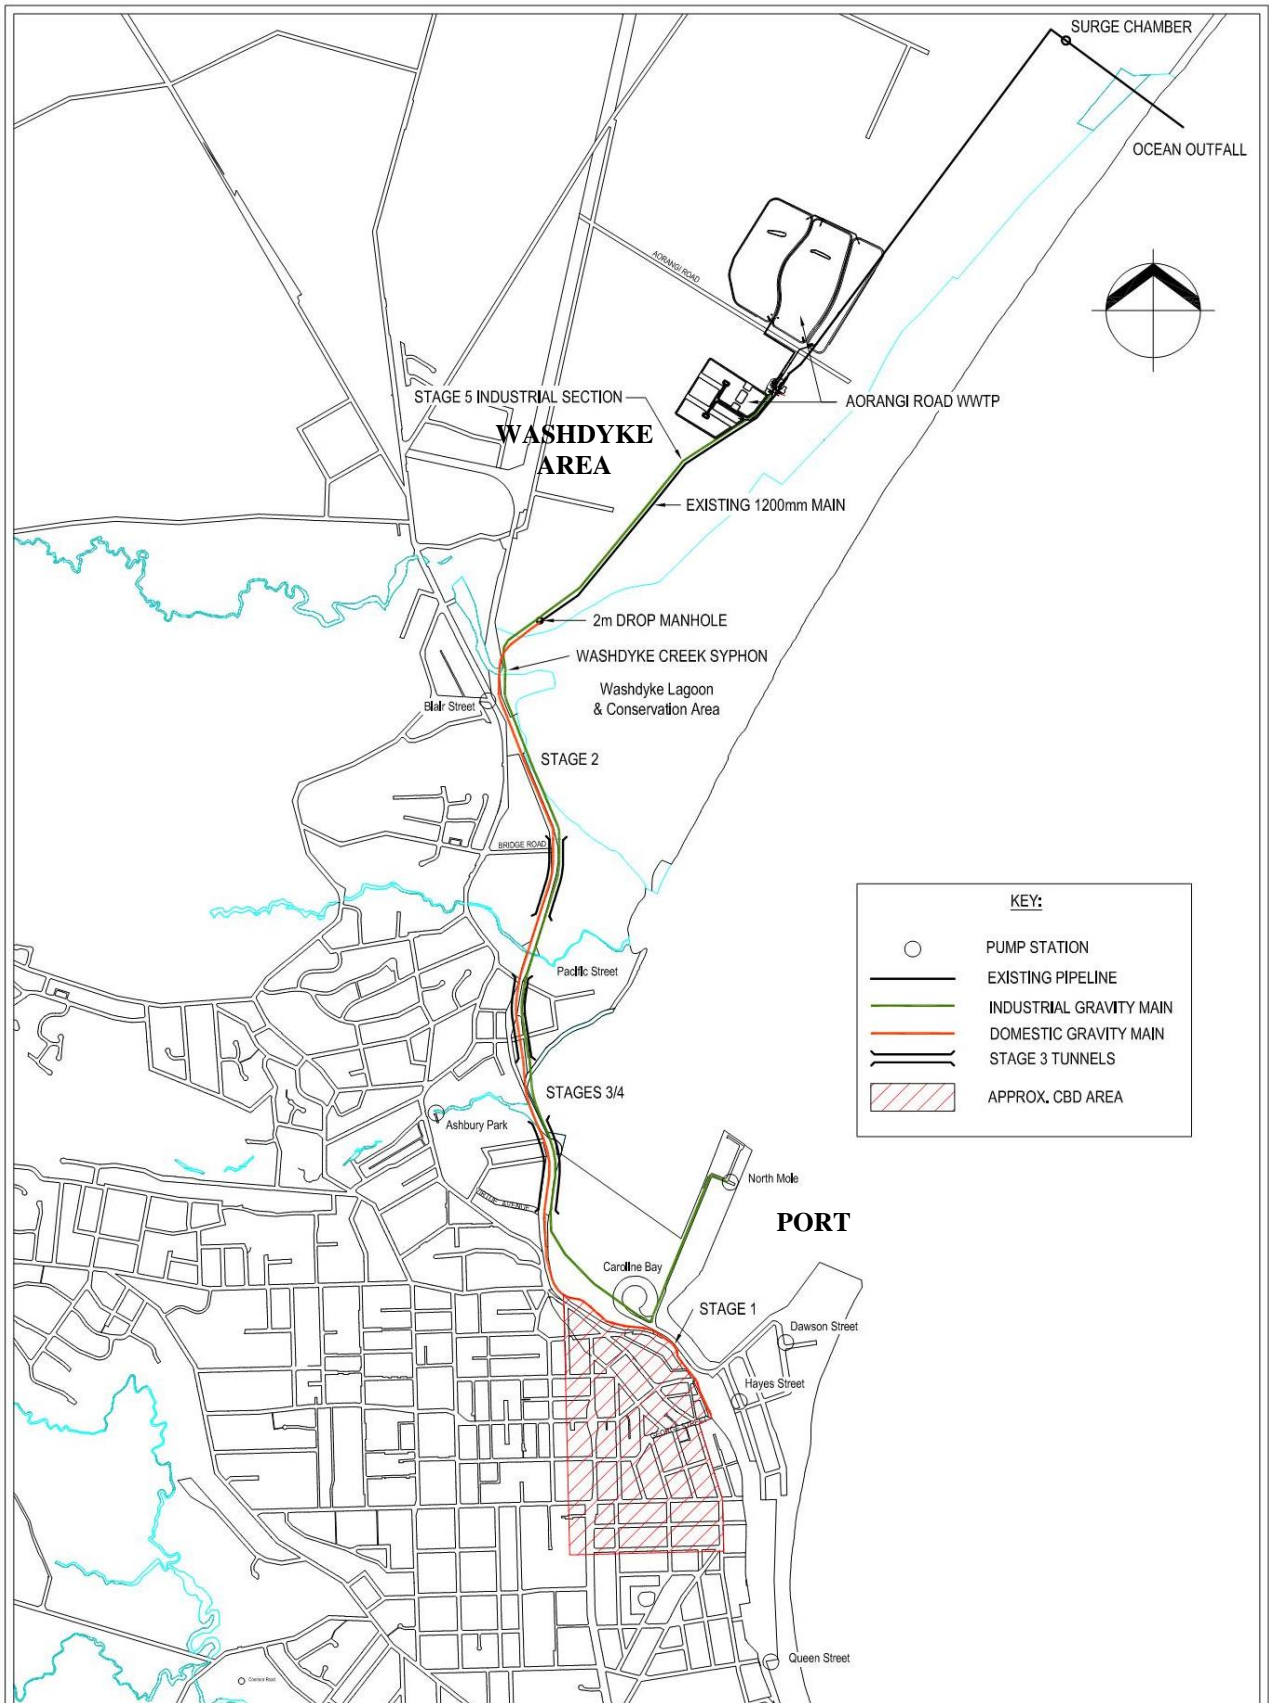 SURGE CHAMBER
OCEAN OUTFALL
AORANGI ROAD
STAGE 5 INDUSTRIAL SECTION
AORANGI ROAD WWTP
WASHDYKE
AREA
EXISTING 1200mm MAIN
2m DROP MANHOLE
WASHDYKE CREEK SYPHON
Washdyke Lagoon
& Conservation Area
Blair Street
STAGE 2
BRIDGE ROAD
KEY:
PUMP STATION
EXISTING PIPELINE
INDUSTRIAL GRAVITY MAIN
DOMESTIC GRAVITY MAIN
STAGE 3 TUNNELS
APPROX. CBD AREA
Pacific Street
STAGES 3/4
Ashbury Park
North Mole
AVENUE
PORT
Caroline Bay
STAGE 1
Dawson Street
Hayes Street
Queen Street